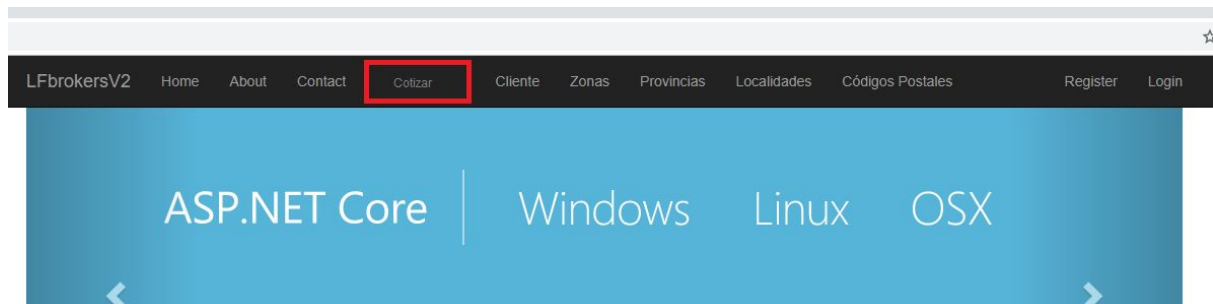 LFbrokersV2 Home About Contact Cotizar Cliente Zonas Provincias Localidades Códigos Postales Register Login
ASP.NET Core Windows Linux OSX